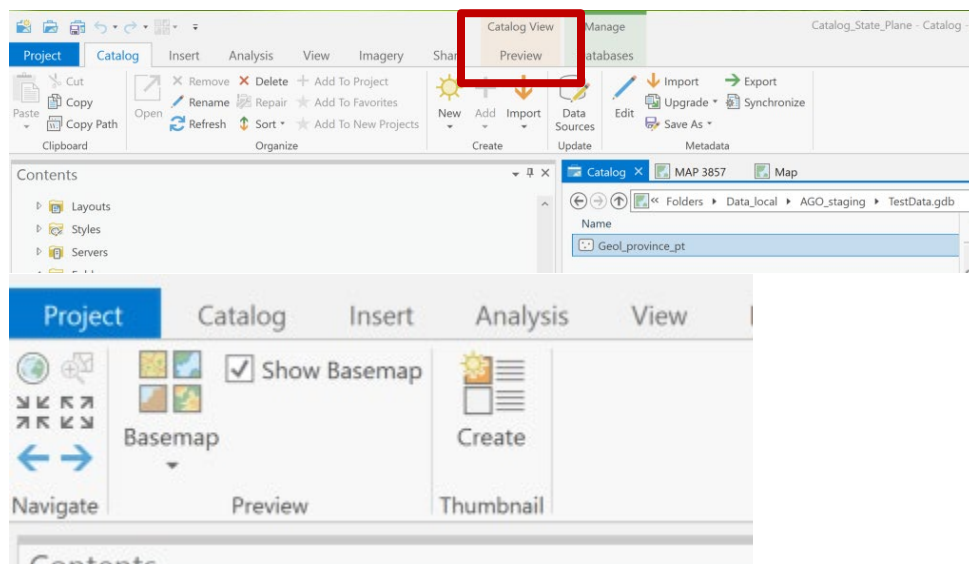 Catalog View Manage Catalog_State_Plane - Catalog -
Project Catalog Insert Analysis View Imagery Preview
Cut
Copy
Copy Path
Paste
Clipboard
Open
Remove Delete Add To Project
Rename Repair Add To Favorites
Refresh Sort Add To New Projects
Organize
New Add Import
Create
Data
Sources
Update
Edit
Import Export
Upgrade Synchronize
Save As
Metadata
Contents
Layouts
Styles
Servers
Catalog MAP 3857 Map
« Folders Data_local AGO_staging TestData.gdb
Name
Geol_province_pt
Project Catalog Insert Analysis View
Show Basemap
Basemap Create
Navigate Preview Thumbnail